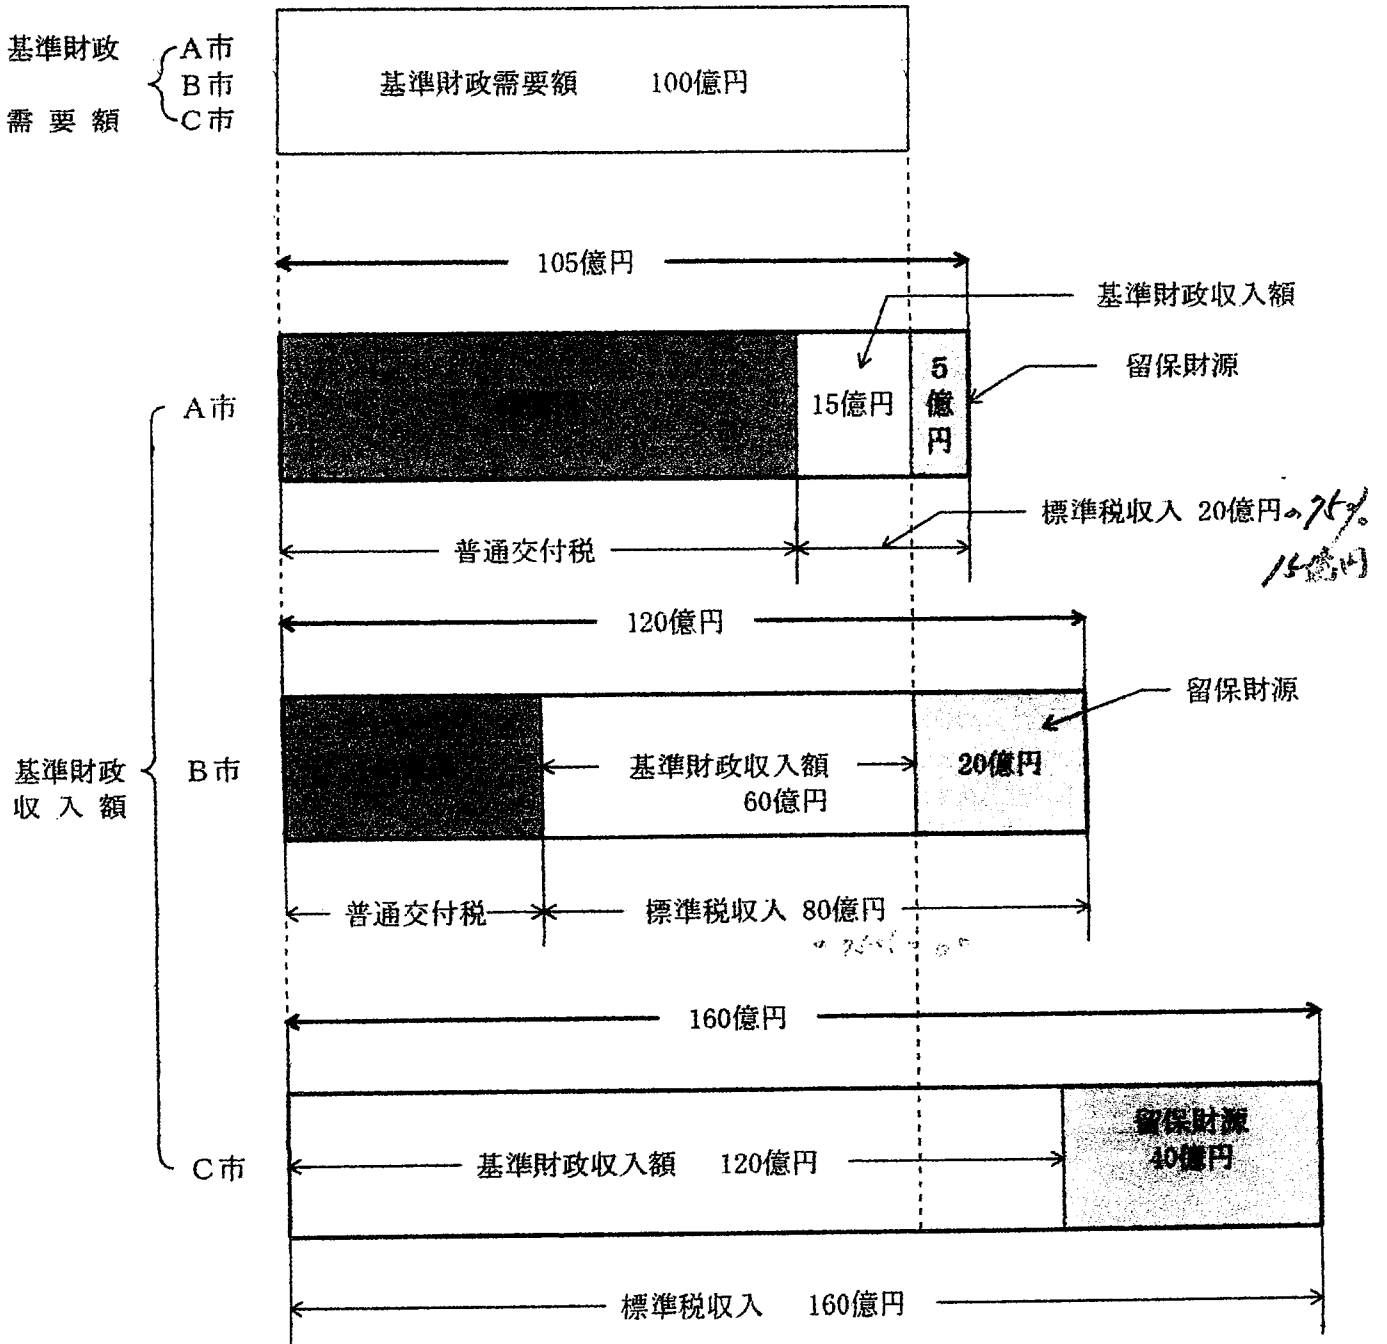 基準財政
需要額
A市
B市
C市
基準財政需要額 100億円
105億円
基準財政収入額
留保財源
A市
15億円
5億円
標準税収入 20億円の75%
15億円
普通交付税
120億円
留保財源
基準財政
収入額
B市
基準財政収入額
60億円
20億円
普通交付税
標準税収入 80億円
160億円
C市
基準財政収入額 120億円
留保財源
40億円
標準税収入 160億円